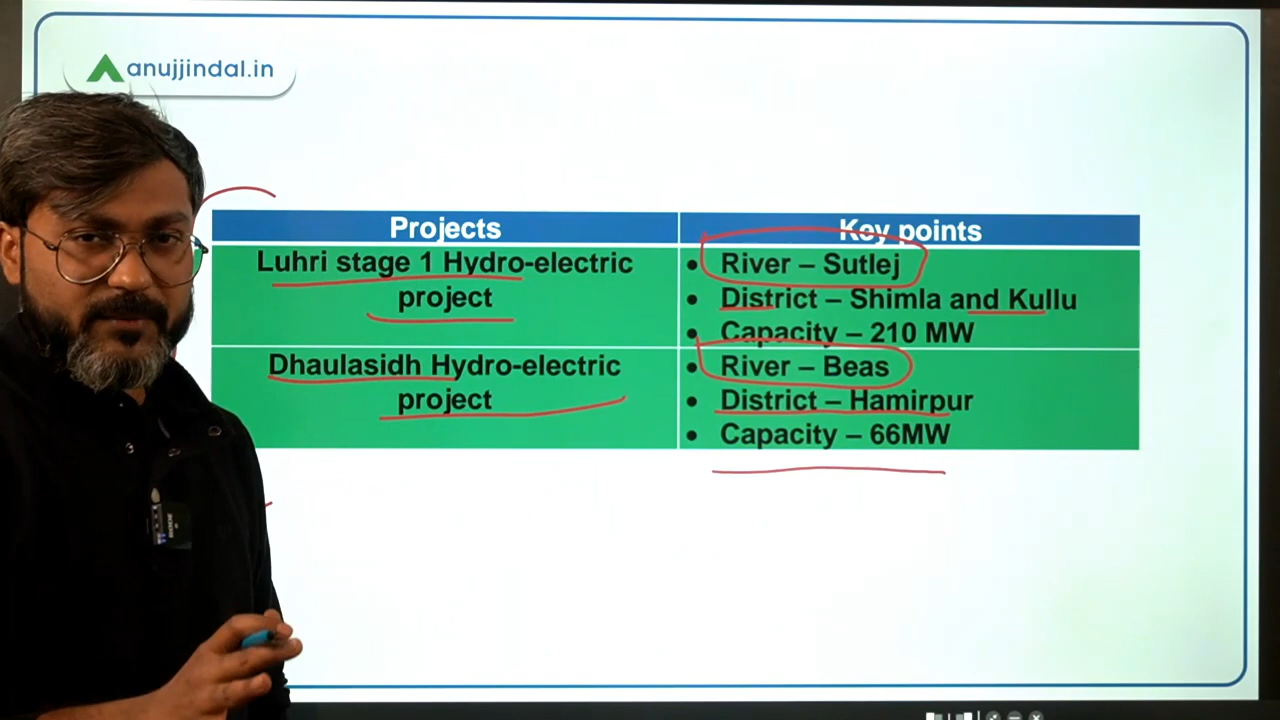 anujjindal.in
Projects
Key points
Luhri stage 1 Hydro-electric
project
• River – Sutlej
• District – Shimla and Kullu
• Capacity – 210 MW
Dhaulasidh Hydro-electric
project
• River – Beas
• District – Hamirpur
• Capacity – 66MW